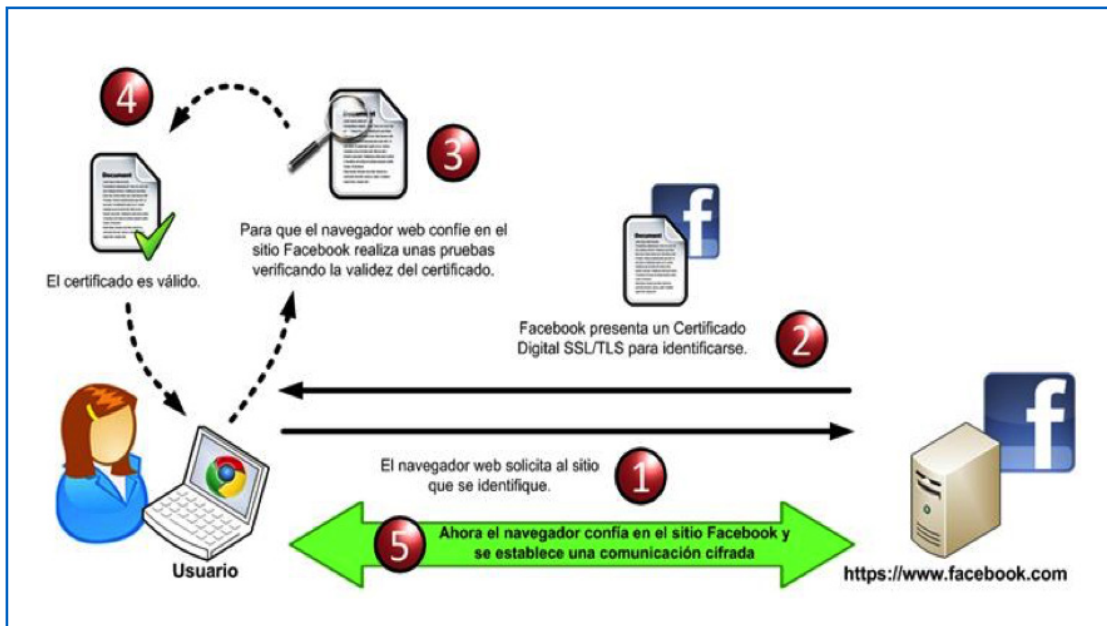 4
Document
3
Document
Para que el navegador web confíe en el
sitio Facebook realiza unas pruebas
verificando la validez del certificado.
El certificado es válido.
f
Document
Facebook presenta un Certificado
Digital SSL/TLS para identificarse.
2
f
El navegador web solicita al sitio
que se identifique.
1
5
Ahora el navegador confía en el sitio Facebook y
se establece una comunicación cifrada
Usuario
https://www.facebook.com